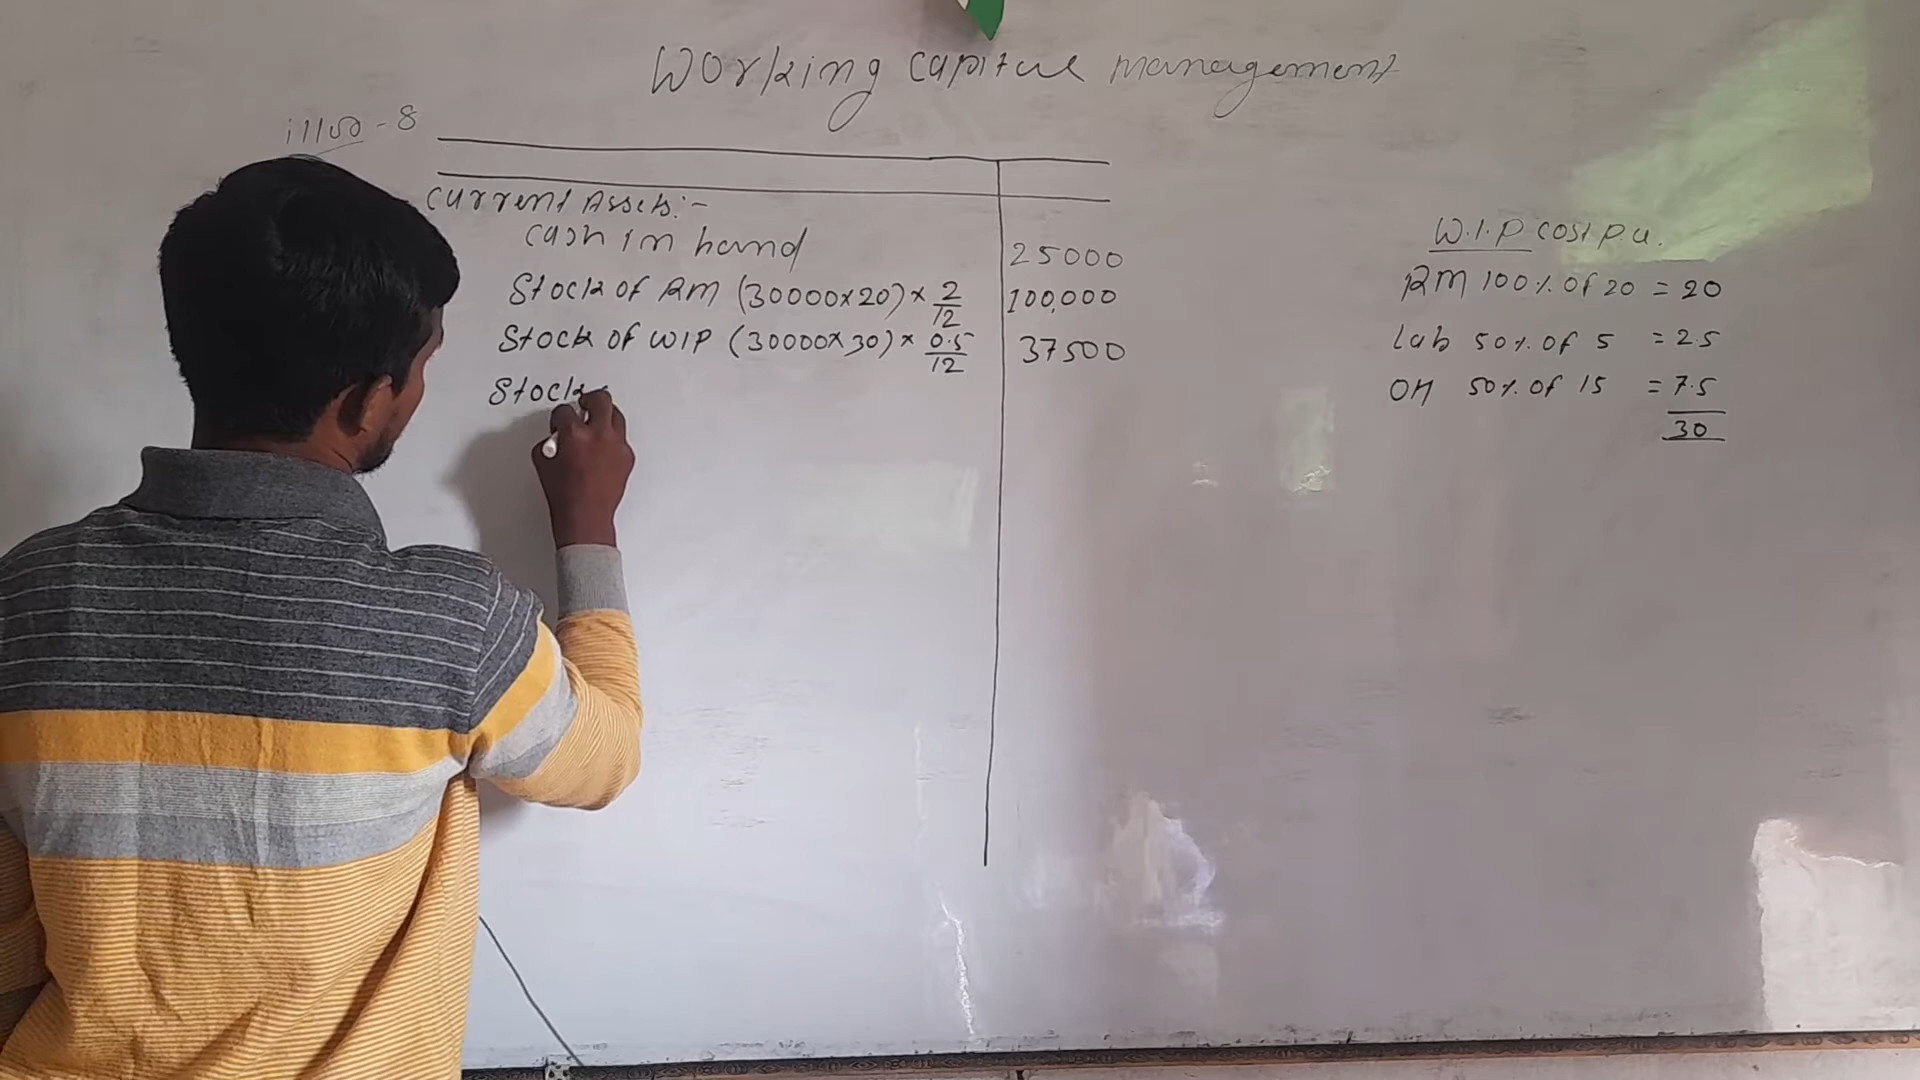 Working capital management
illus - 8
Current Assets:-
Cash in hand 25000
Stock of RM (30000x20) x 2/12 100,000
Stock of WIP (30000x30) x 0.5/12 37500
Stock
W.I.P cost p.u.
RM 100% of 20 = 20
Lab 50% of 5 = 2.5
OH 50% of 15 = 7.5
30